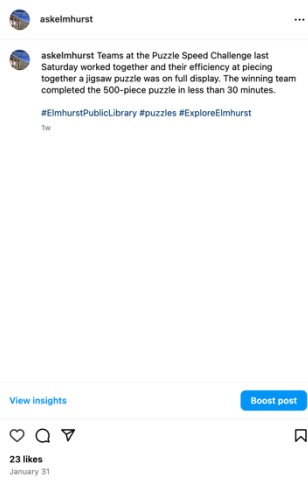 askelmhurst
askelmhurst Teams at the Puzzle Speed Challenge last
Saturday worked together and their efficiency at piecing
together a jigsaw puzzle was on full display. The winning team
completed the 500-piece puzzle in less than 30 minutes.
#ElmhurstPublicLibrary #puzzles #ExploreElmhurst
1w
View insights
Boost post
23 likes
January 31